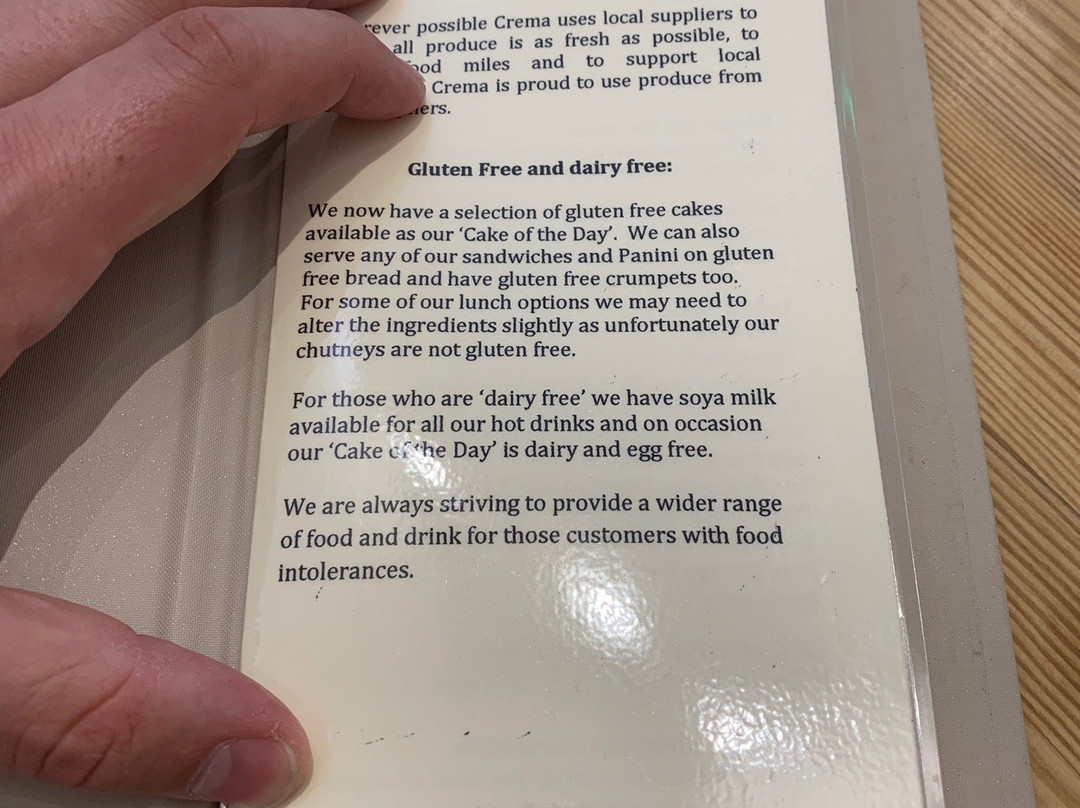 possible Crema uses local suppliers to
all produce is as fresh as possible, to
miles and to support local
Crema is proud to use produce from
Gluten Free and dairy free:
We now have a selection of gluten free cakes
available as our ‘Cake of the Day’. We can also
serve any of our sandwiches and Panini on gluten
free bread and have gluten free crumpets too.
For some of our lunch options we may need to
alter the ingredients slightly as unfortunately our
chutneys are not gluten free.
For those who are ‘dairy free’ we have soya milk
available for all our hot drinks and on occasion
our ‘Cake of the Day’ is dairy and egg free.
We are always striving to provide a wider range
of food and drink for those customers with food
intolerances.